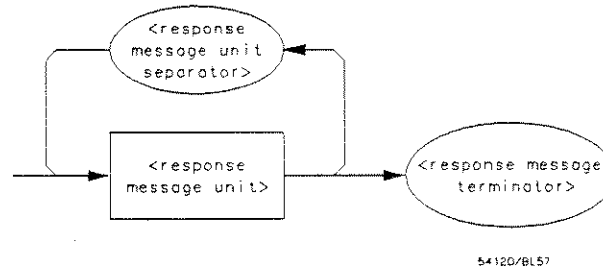 <response
message unit
separator>
<response
message unit>
<response message
terminator>
54120/BL57